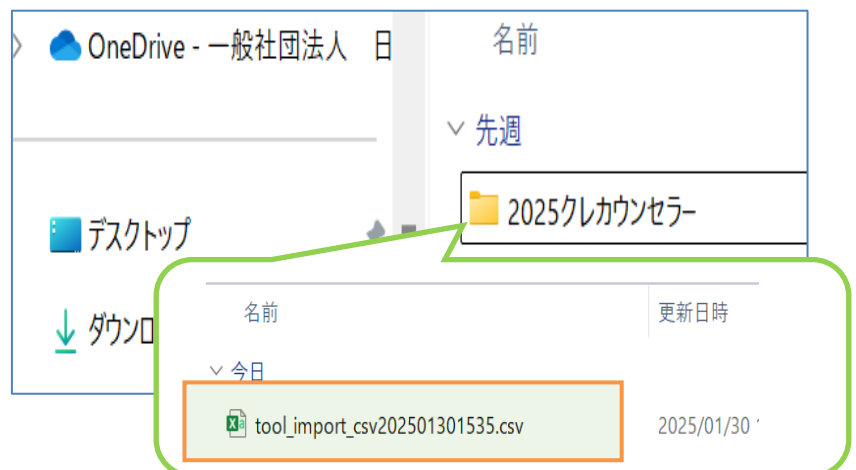 OneDrive - 一般社団法人 日
デスクトップ
ダウンロ
名前
先週
2025クレカウンセラー
名前
更新日時
今日
tool_import_csv202501301535.csv
2025/01/30 1